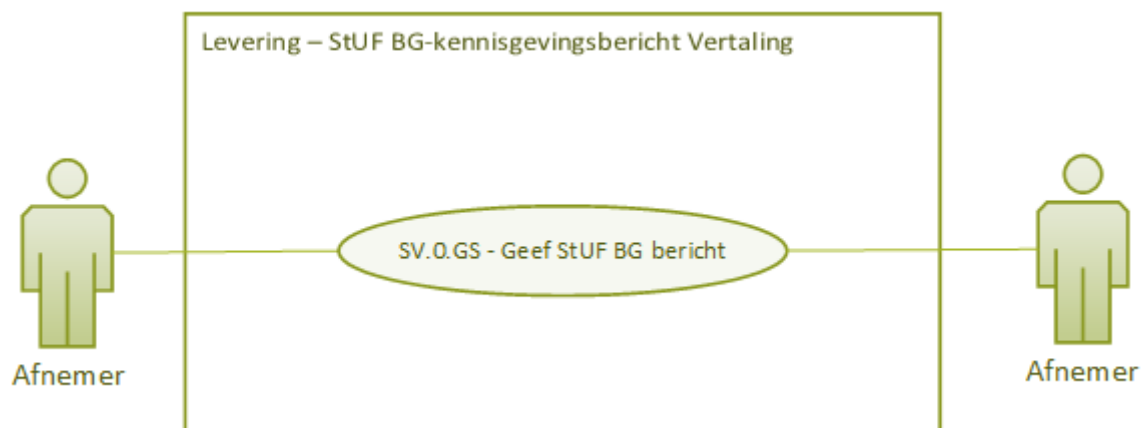 Levering – StUF BG-kennisgevingsbericht Vertaling
SV.0.GS - Geef StUF BG bericht
Afnemer
Afnemer